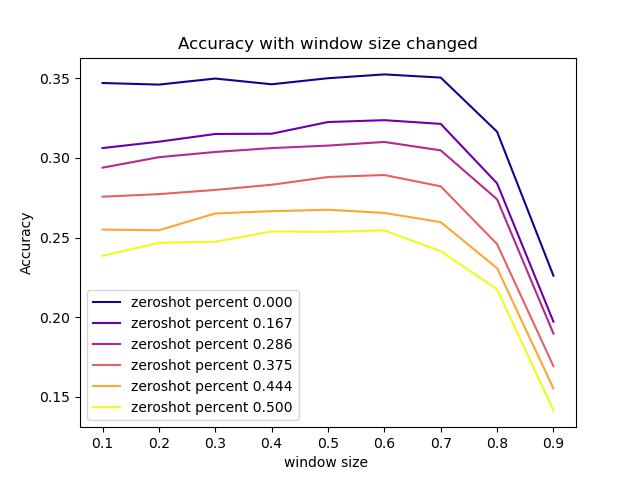 Accuracy with window size changed
0.35
0.30
0.25
0.20
0.15
Accuracy
zeroshot percent 0.000
zeroshot percent 0.167
zeroshot percent 0.286
zeroshot percent 0.375
zeroshot percent 0.444
zeroshot percent 0.500
0.1 0.2 0.3 0.4 0.5 0.6 0.7 0.8 0.9
window size